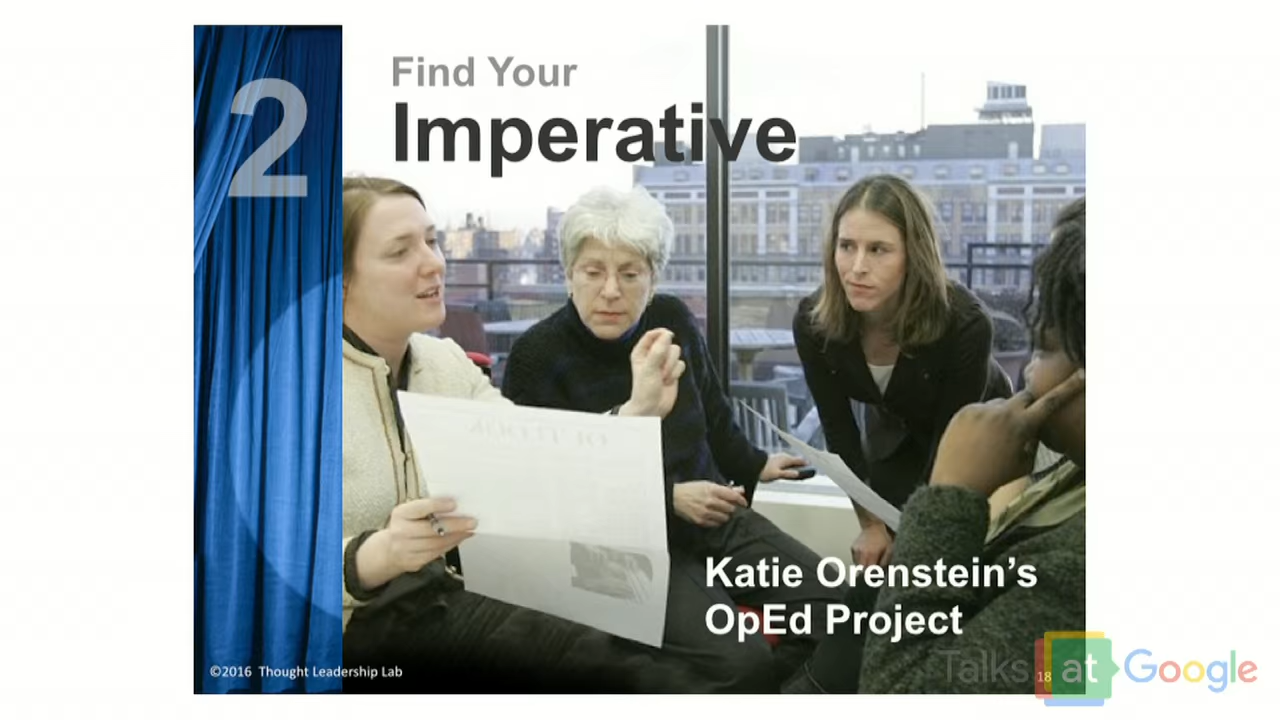 2
Find Your
Imperative
Katie Orenstein’s
OpEd Project
©2016 Thought Leadership Lab
18
Talks at Google